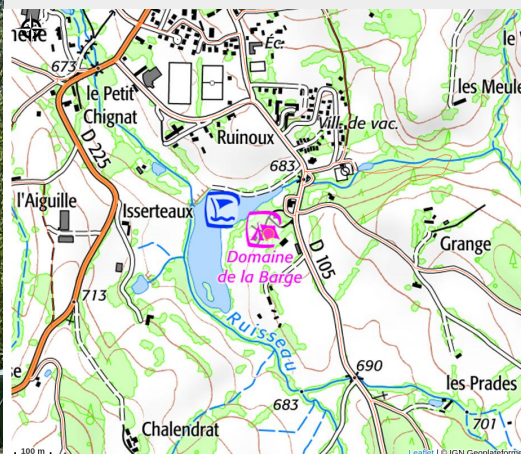 673
Éc.
le Petit
Chignat
les Meule
D 225
Ruinoux
Vill. de vac.
683
l'Aiguille
Isserteaux
Domaine
de la Barge
D 105
Grange
713
Ruisseau
690
les Prades
683
701
Chalendrat
100 m
Leaflet | © IGN Géoplateforme